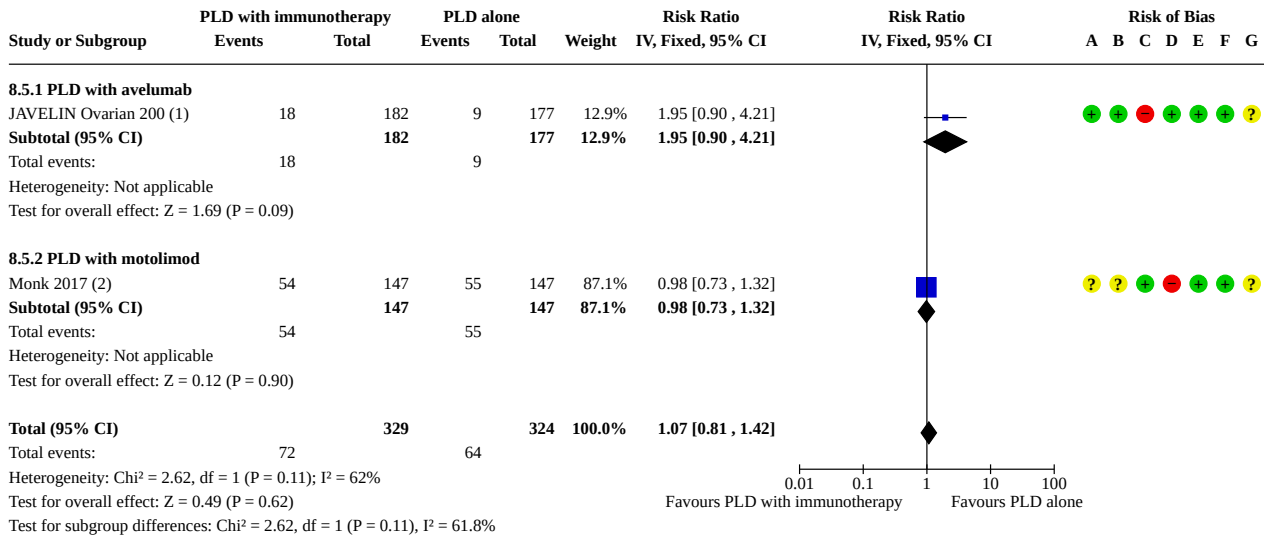 PLD with immunotherapy PLD alone Risk Ratio Risk Ratio Risk of Bias
Study or Subgroup Events Total Events Total Weight IV, Fixed, 95% CI IV, Fixed, 95% CI A B C D E F G
8.5.1 PLD with avelumab
JAVELIN Ovarian 200 (1) 18 182 9 177 12.9% 1.95 [0.90 , 4.21] + + − + + + ?
Subtotal (95% CI) 182 177 12.9% 1.95 [0.90 , 4.21]
Total events: 18 9
Heterogeneity: Not applicable
Test for overall effect: Z = 1.69 (P = 0.09)
8.5.2 PLD with motolimod
Monk 2017 (2) 54 147 55 147 87.1% 0.98 [0.73 , 1.32] ? ? + − + + ?
Subtotal (95% CI) 147 147 87.1% 0.98 [0.73 , 1.32]
Total events: 54 55
Heterogeneity: Not applicable
Test for overall effect: Z = 0.12 (P = 0.90)
Total (95% CI) 329 324 100.0% 1.07 [0.81 , 1.42]
Total events: 72 64
Heterogeneity: Chi² = 2.62, df = 1 (P = 0.11); I² = 62%
0.01 0.1 1 10 100
Test for overall effect: Z = 0.49 (P = 0.62) Favours PLD with immunotherapy Favours PLD alone
Test for subgroup differences: Chi² = 2.62, df = 1 (P = 0.11), I² = 61.8%